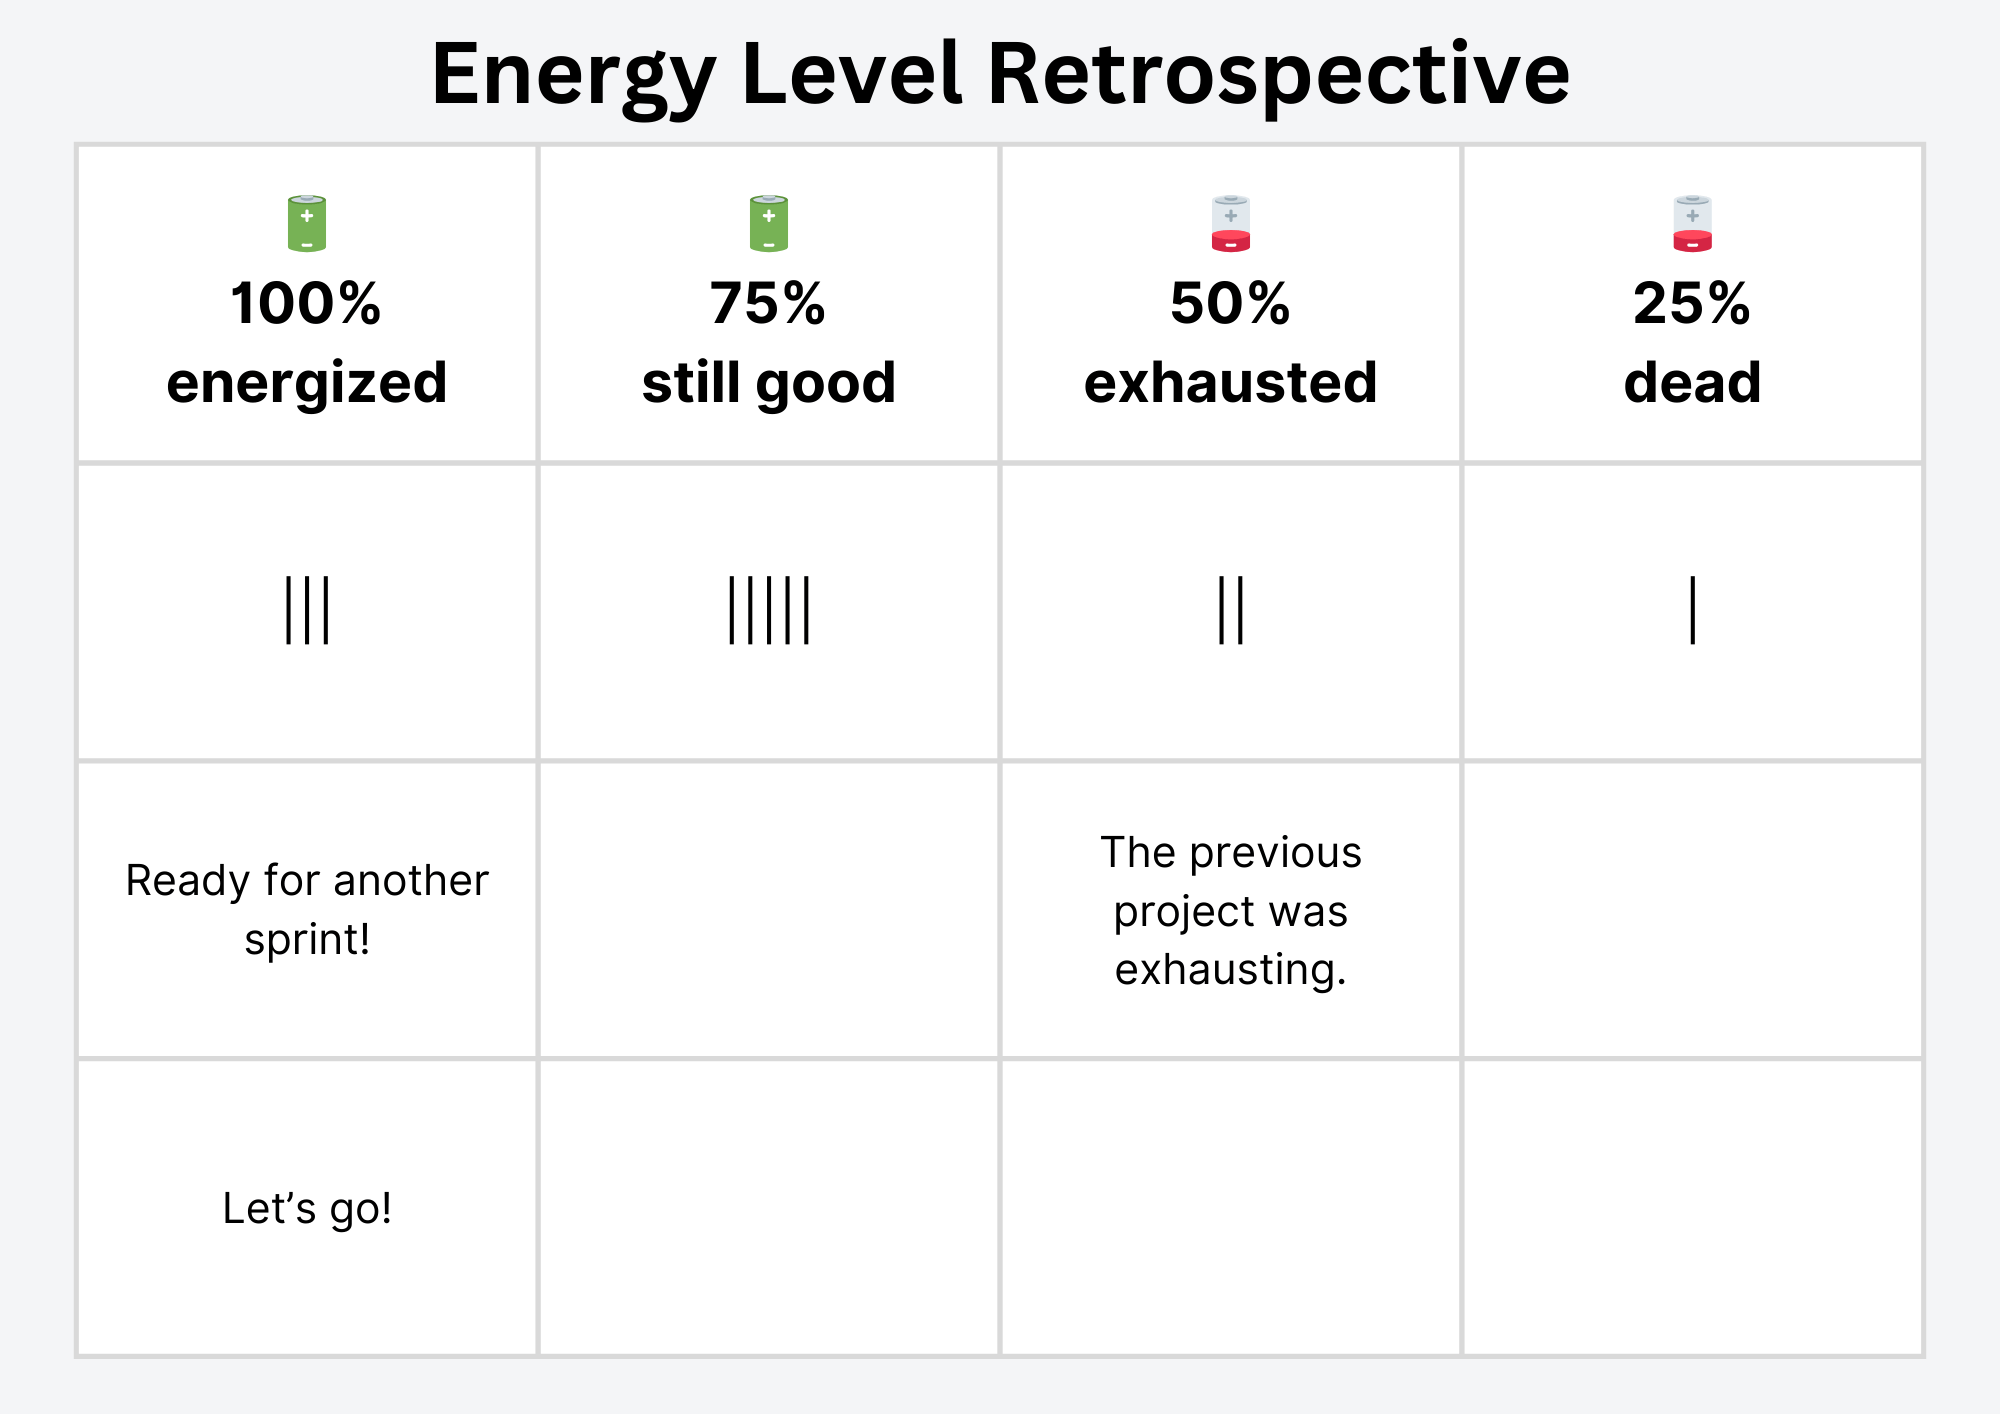 Energy Level Retrospective
100%
energized
75%
still good
50%
exhausted
25%
dead
|||
|||||
||
|
Ready for another
sprint!
The previous
project was
exhausting.
Let’s go!